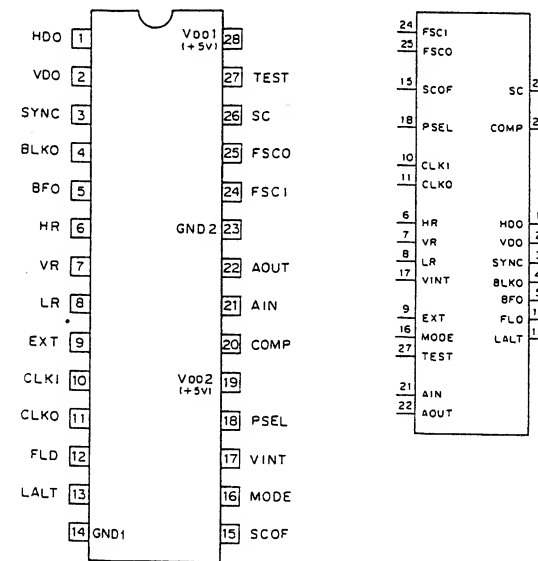 HDO 1
VDO 2
SYNC 3
BLKO 4
BFO 5
HR 6
VR 7
LR 8
EXT 9
CLKI 10
CLKO 11
FLD 12
LALT 13
14 GND1
VDD1 28
(+5V)
27 TEST
26 SC
25 FSCO
24 FSCI
GND2 23
22 AOUT
21 AIN
20 COMP
VDD2 19
(+5V)
18 PSEL
17 VINT
16 MODE
15 SCOF
24 FSCI
25 FSCO
15 SCOF
18 PSEL
10 CLKI
11 CLKO
6 HR
7 VR
8 LR
17 VINT
9 EXT
16 MODE
27 TEST
21 AIN
22 AOUT
SC 2
COMP 2
HDO
VDO
SYNC
BLKO
BFO
FLD 1
LALT 1